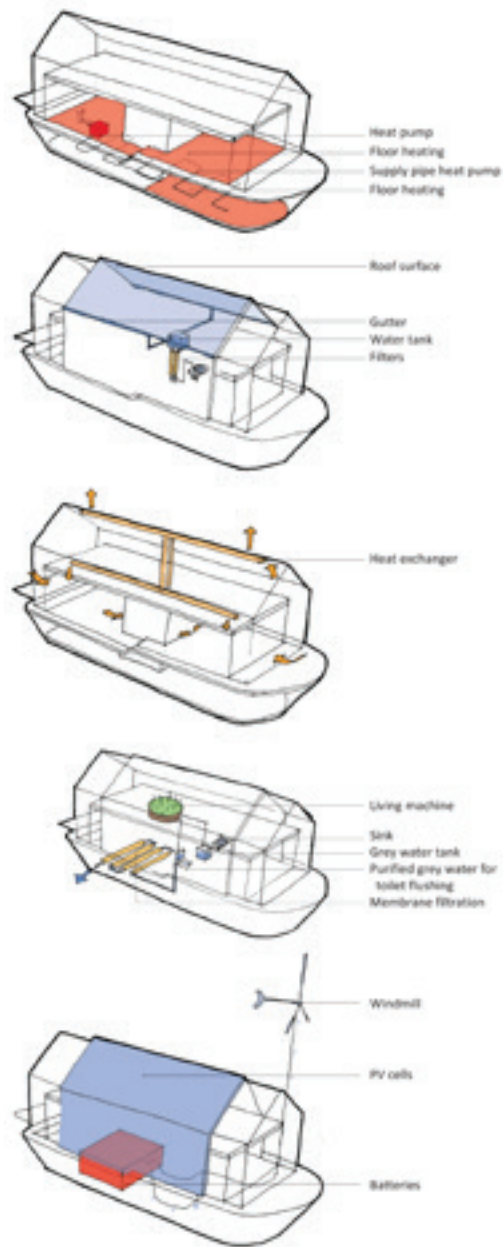 Heat pump
Floor heating
Supply pipe heat pump
Floor heating
Roof surface
Gutter
Water tank
Filters
Heat exchanger
Living machine
Sink
Grey water tank
Purified grey water for
toilet flushing
Membrane filtration
Windmill
PV cells
Batteries